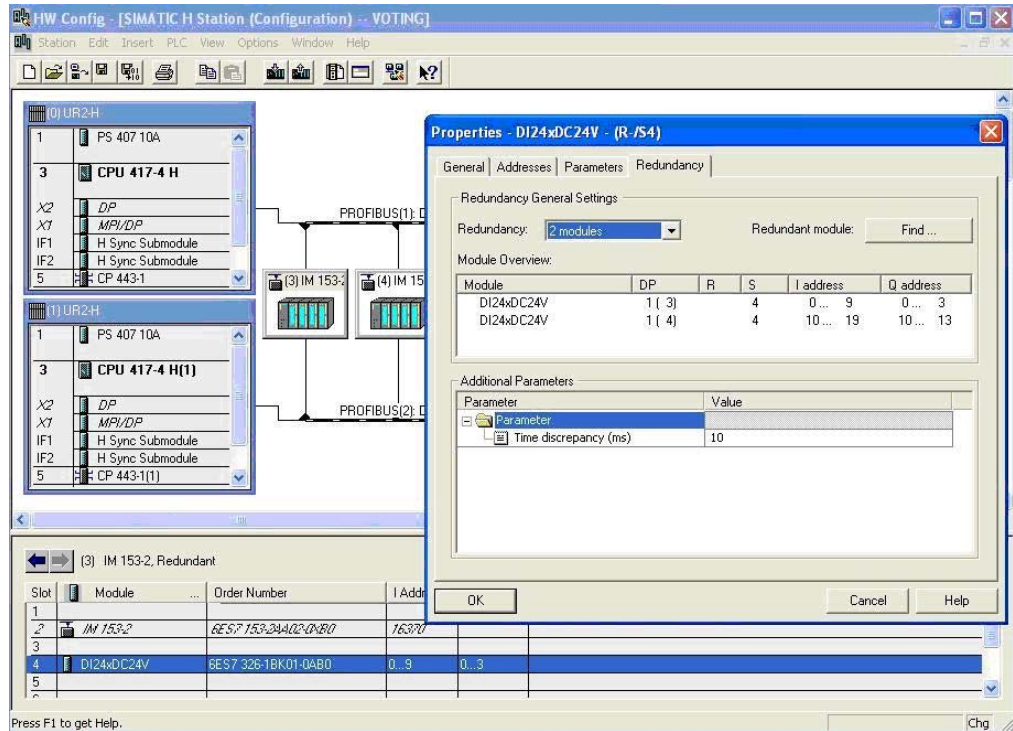 HW Config - [SIMATIC H Station (Configuration) -- VOTING]
Station Edit Insert PLC View Options Window Help
(0) UR2-H
1 PS 407 10A
3 CPU 417-4 H
X2 DP
X1 MPI/DP
IF1 H Sync Submodule
IF2 H Sync Submodule
5 CP 443-1
(1) UR2-H
1 PS 407 10A
3 CPU 417-4 H(1)
X2 DP
X1 MPI/DP
IF1 H Sync Submodule
IF2 H Sync Submodule
5 CP 443-1(1)
PROFIBUS(1): D
(3) IM 153-2
(4) IM 15
PROFIBUS(2): D
Properties - DI24xDC24V - (R-/S4)
General Addresses Parameters Redundancy
Redundancy General Settings
Redundancy: 2 modules Redundant module: Find ...
Module Overview:
Module DP R S I address Q address
DI24xDC24V 1 ( 3) 4 0 ... 9 0 ... 3
DI24xDC24V 1 ( 4) 4 10 ... 19 10 ... 13
Additional Parameters
Parameter Value
Parameter
Time discrepancy (ms) 10
OK Cancel Help
(3) IM 153-2, Redundant
Slot Module ... Order Number I Addr
1
2 IM 153-2 6ES7 153-2AA02-0XB0 16370
3
4 DI24xDC24V 6ES7 326-1BK01-0AB0 0...9 0...3
5
Press F1 to get Help. Chg